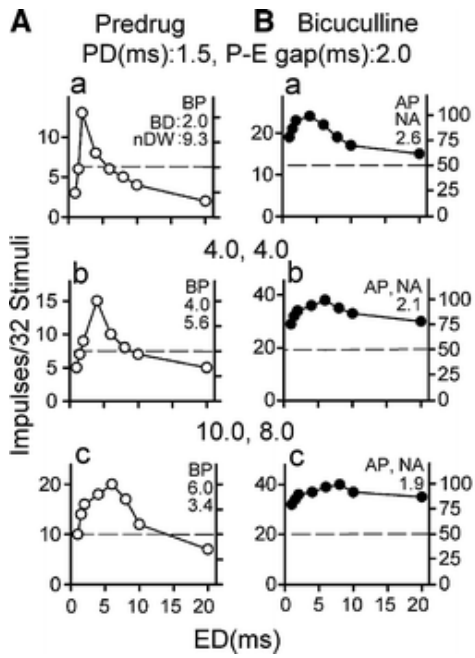 A Predrug B Bicuculline
PD(ms):1.5, P-E gap(ms):2.0
a
BP
BD:2.0
nDW:9.3
10
5
0
a
AP
NA
2.6
20
10
0
100
75
50
25
0
4.0, 4.0
b
BP
4.0
5.6
15
10
5
0
b
AP, NA
2.1
40
20
0
100
75
50
25
0
10.0, 8.0
c
BP
6.0
3.4
20
10
0
c
AP, NA
1.9
40
20
0
100
75
50
25
0
0 5 10 15 20
0 5 10 15 20
Impulses/32 Stimuli
ED(ms)